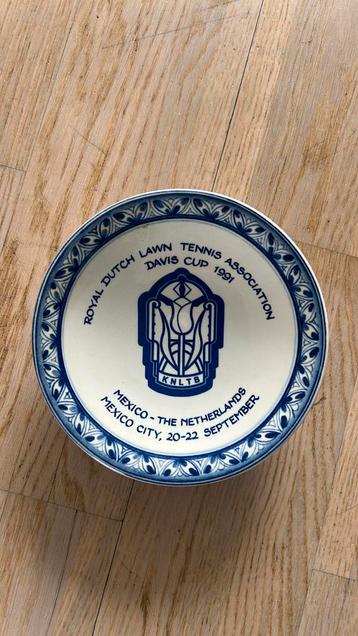 ROYAL DUTCH LAWN TENNIS ASSOCIATION
DAVIS CUP 1991
KNLTB
MEXICO - THE NETHERLANDS
MEXICO CITY, 20-22 SEPTEMBER